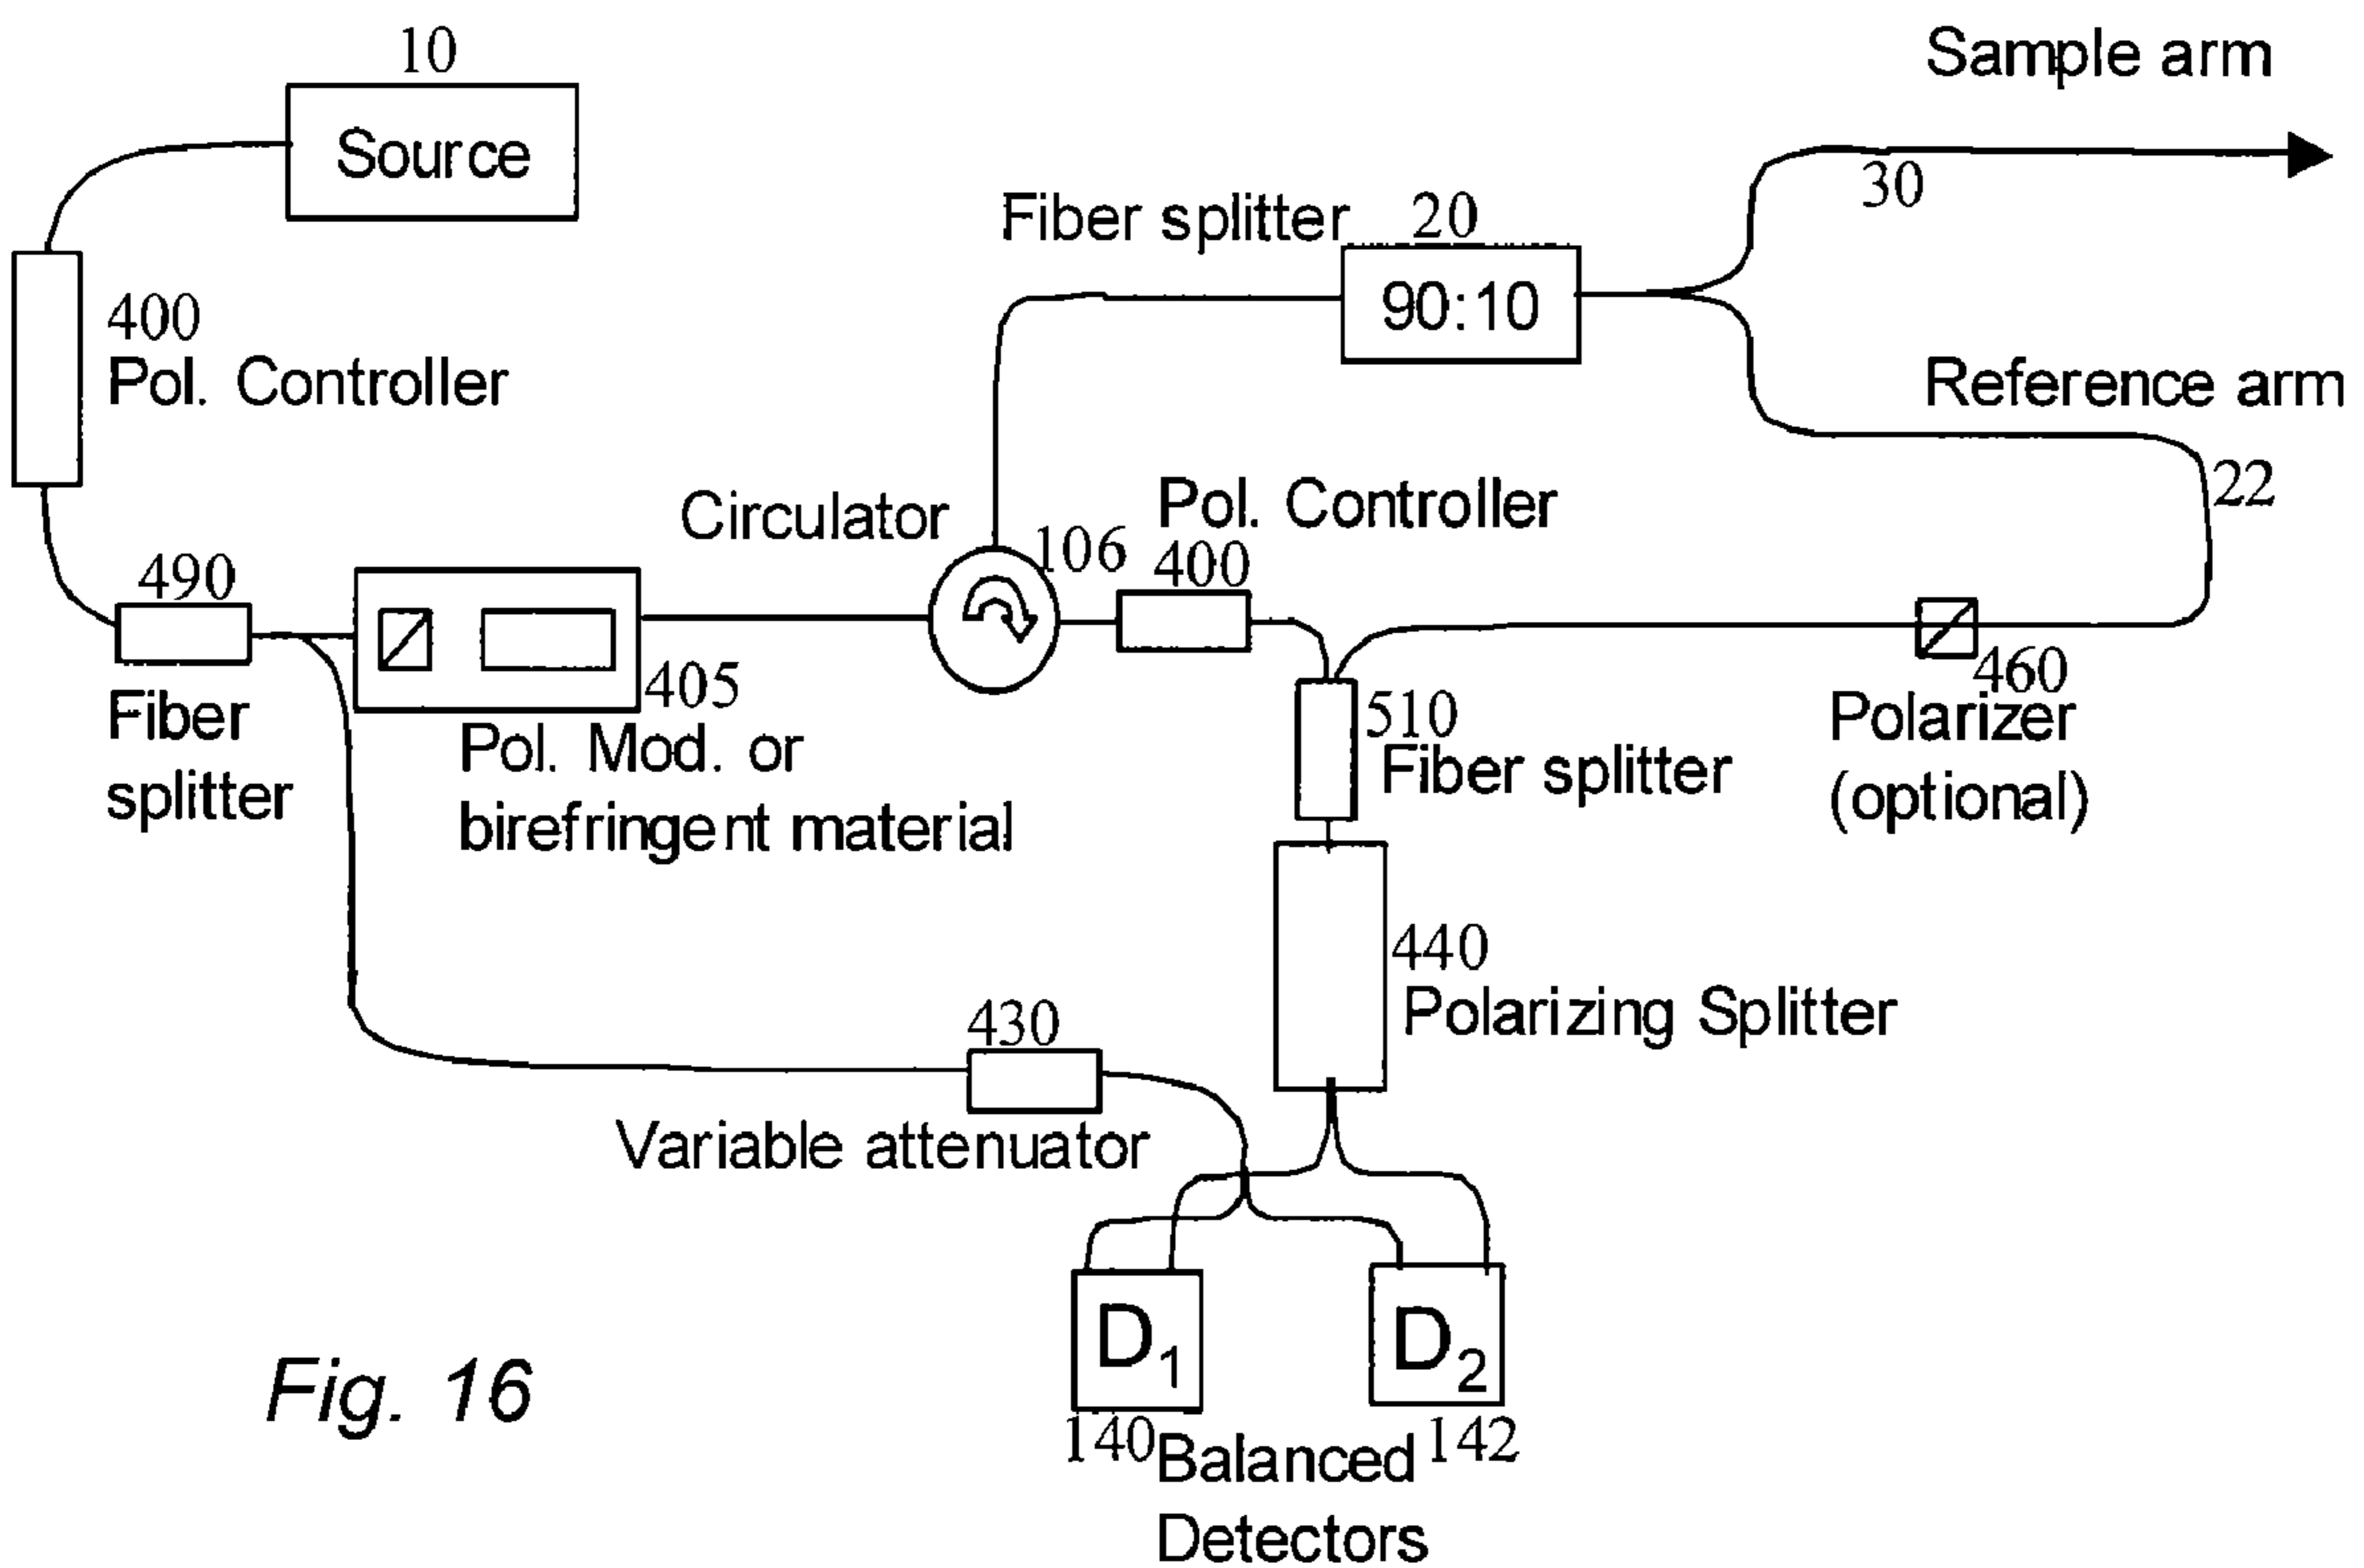 10
Source
Sample arm
30
Fiber splitter
20
90:10
400
Pol. Controller
Reference arm
22
Circulator
106
Pol. Controller
400
490
Fiber
splitter
405
Pol. Mod. or
birefringent material
510
Fiber splitter
460
Polarizer
(optional)
440
Polarizing Splitter
430
Variable attenuator
D1
D2
140
142
Balanced
Detectors
Fig. 16